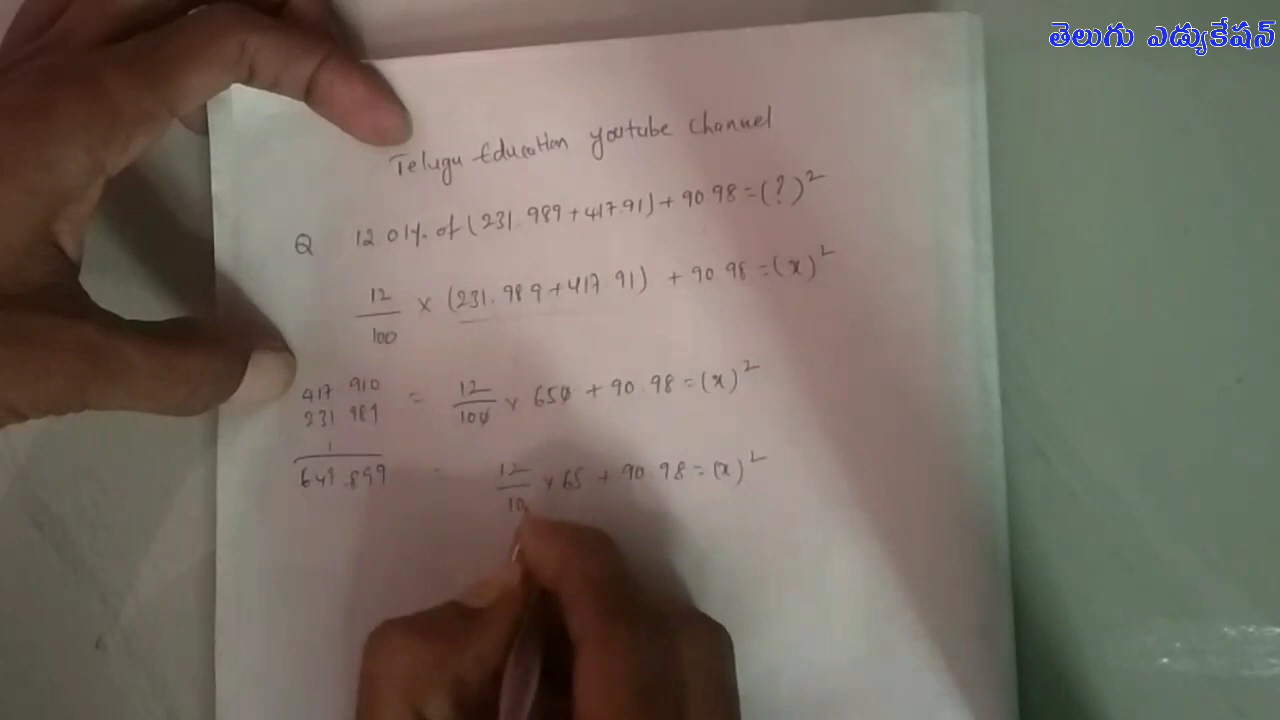 తెలుగు ఎడ్యుకేషన్
Telugu Education youtube channel
Q 12.01% of (231.989+417.91)+90.98=(?)²
12/100 × (231.989+417.91) + 90.98=(x)²
417 910
231 989
1
649.899
= 12/100 × 650 + 90.98=(x)²
= 12/10 × 65 + 90.98=(x)²